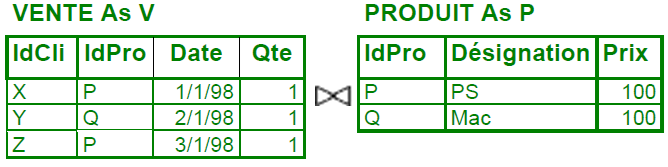 VENTE As V PRODUIT As P
IdCli IdPro Date Qte IdPro Désignation Prix
X P 1/1/98 1 P PS 100
Y Q 2/1/98 1 Q Mac 100
Z P 3/1/98 1